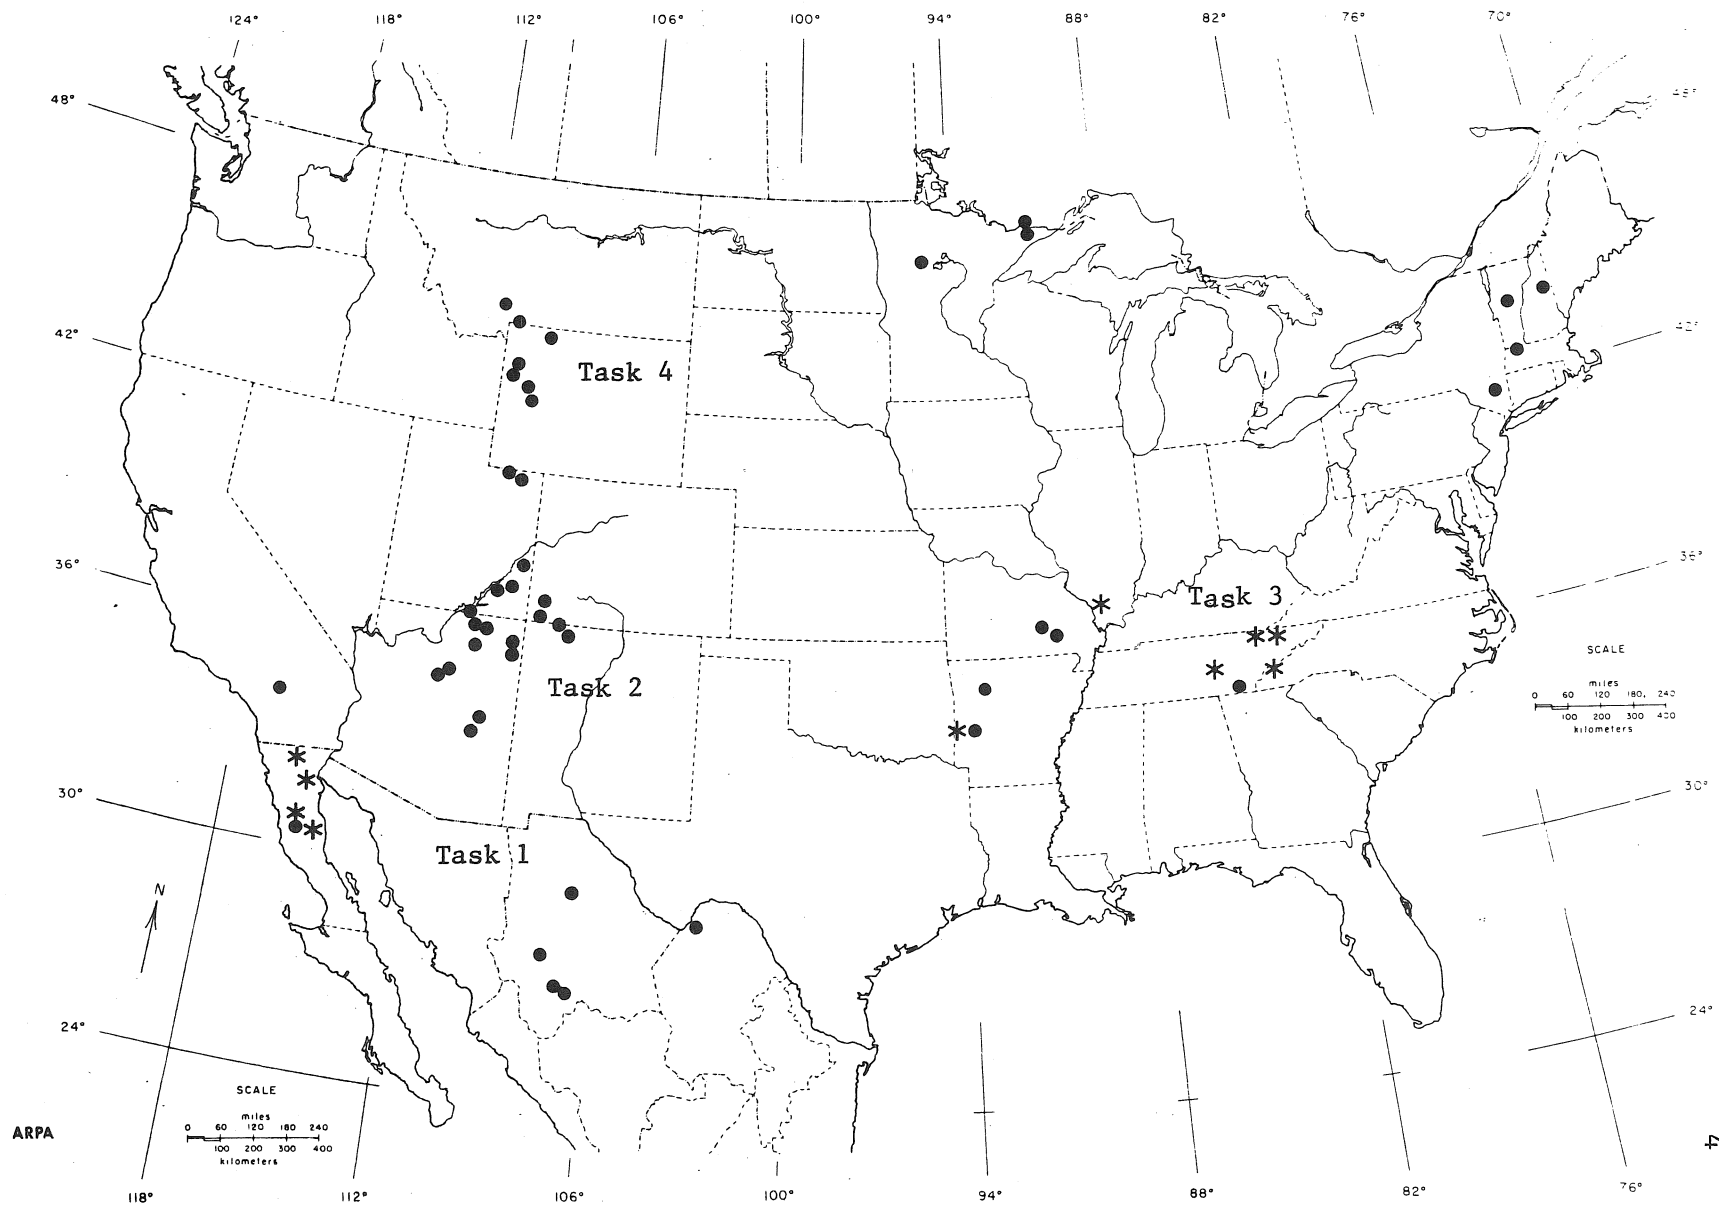 124° 118° 112° 106° 100° 94° 88° 82° 76° 70°
48° 48°
42° 42°
Task 4
36° 36°
Task 3
SCALE
miles
0 60 120 180, 240
100 200 300 400
kilometers
Task 2
30° 30°
Task 1
N
24° 24°
SCALE
miles
0 60 120 180 240
100 200 300 400
kilometers
ARPA
4
118° 112° 106° 100° 94° 88° 82° 76°